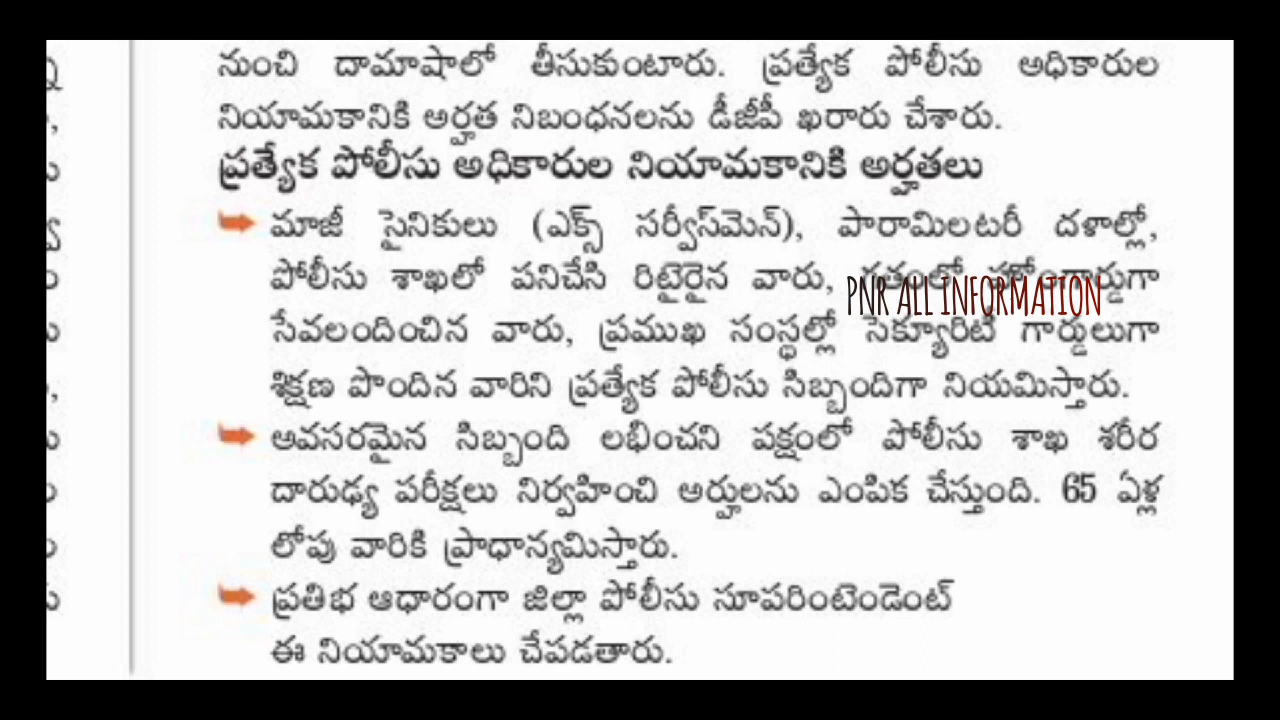 నుంచి దామాషాలో తీసుకుంటారు. ప్రత్యేక పోలీసు అధికారుల
నియామకానికి అర్హత నిబంధనలను డీజీపీ ఖరారు చేశారు.
ప్రత్యేక పోలీసు అధికారుల నియామకానికి అర్హతలు
మాజీ సైనికులు (ఎక్స్ సర్వీస్‌మెన్), పారామిలటరీ దళాల్లో,
పోలీసు శాఖలో పనిచేసి రిటైరైన వారు, గతంలో హోంగార్డుగా
PNR ALL INFORMATION
సేవలందించిన వారు, ప్రముఖ సంస్థల్లో సెక్యూరిటీ గార్డులుగా
శిక్షణ పొందిన వారిని ప్రత్యేక పోలీసు సిబ్బందిగా నియమిస్తారు.
అవసరమైన సిబ్బంది లభించని పక్షంలో పోలీసు శాఖ శరీర
దారుఢ్య పరీక్షలు నిర్వహించి అర్హులను ఎంపిక చేస్తుంది. 65 ఏళ్ల
లోపు వారికి ప్రాధాన్యమిస్తారు.
ప్రతిభ ఆధారంగా జిల్లా పోలీసు సూపరింటెండెంట్
ఈ నియామకాలు చేపడతారు.